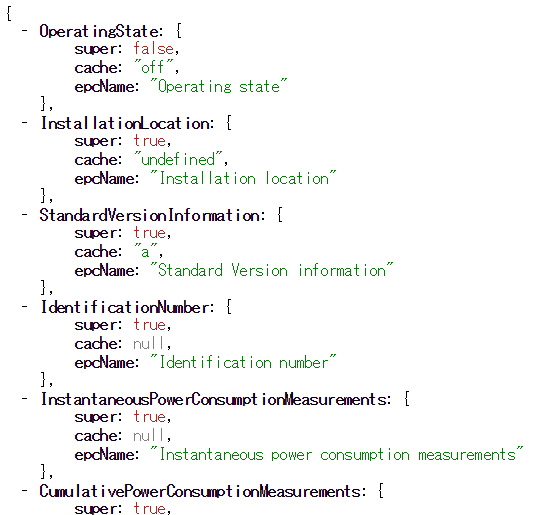 {
- OperatingState: {
super: false,
cache: "off",
epcName: "Operating state"
},
- InstallationLocation: {
super: true,
cache: "undefined",
epcName: "Installation location"
},
- StandardVersionInformation: {
super: true,
cache: "a",
epcName: "Standard Version information"
},
- IdentificationNumber: {
super: true,
cache: null,
epcName: "Identification number"
},
- InstantaneousPowerConsumptionMeasurements: {
super: true,
cache: null,
epcName: "Instantaneous power consumption measurements"
},
- CumulativePowerConsumptionMeasurements: {
super: true,